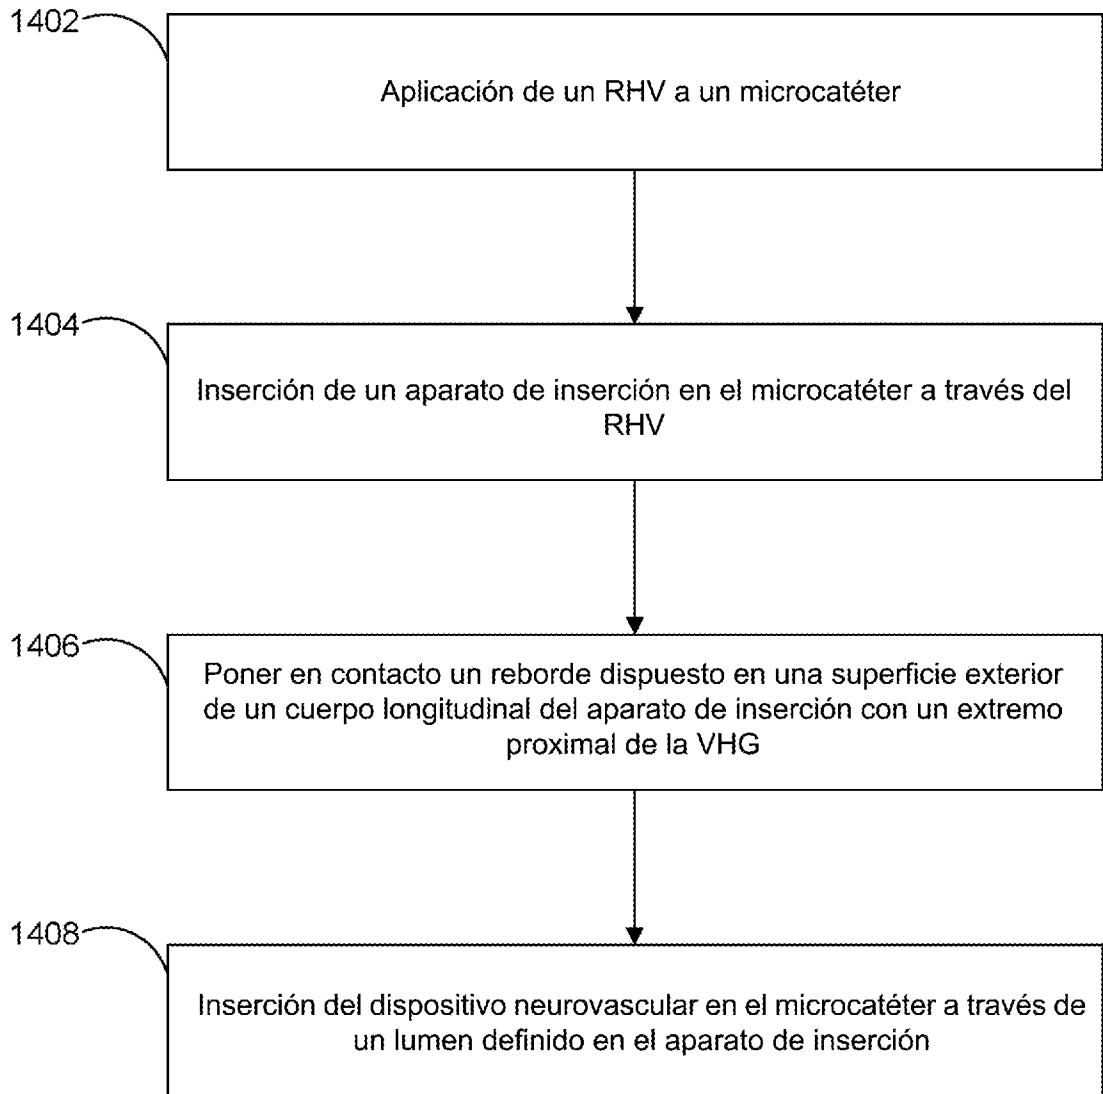 1402
Aplicación de un RHV a un microcatéter
1404
Inserción de un aparato de inserción en el microcatéter a través del
RHV
1406
Poner en contacto un reborde dispuesto en una superficie exterior
de un cuerpo longitudinal del aparato de inserción con un extremo
proximal de la VHG
1408
Inserción del dispositivo neurovascular en el microcatéter a través de
un lumen definido en el aparato de inserción